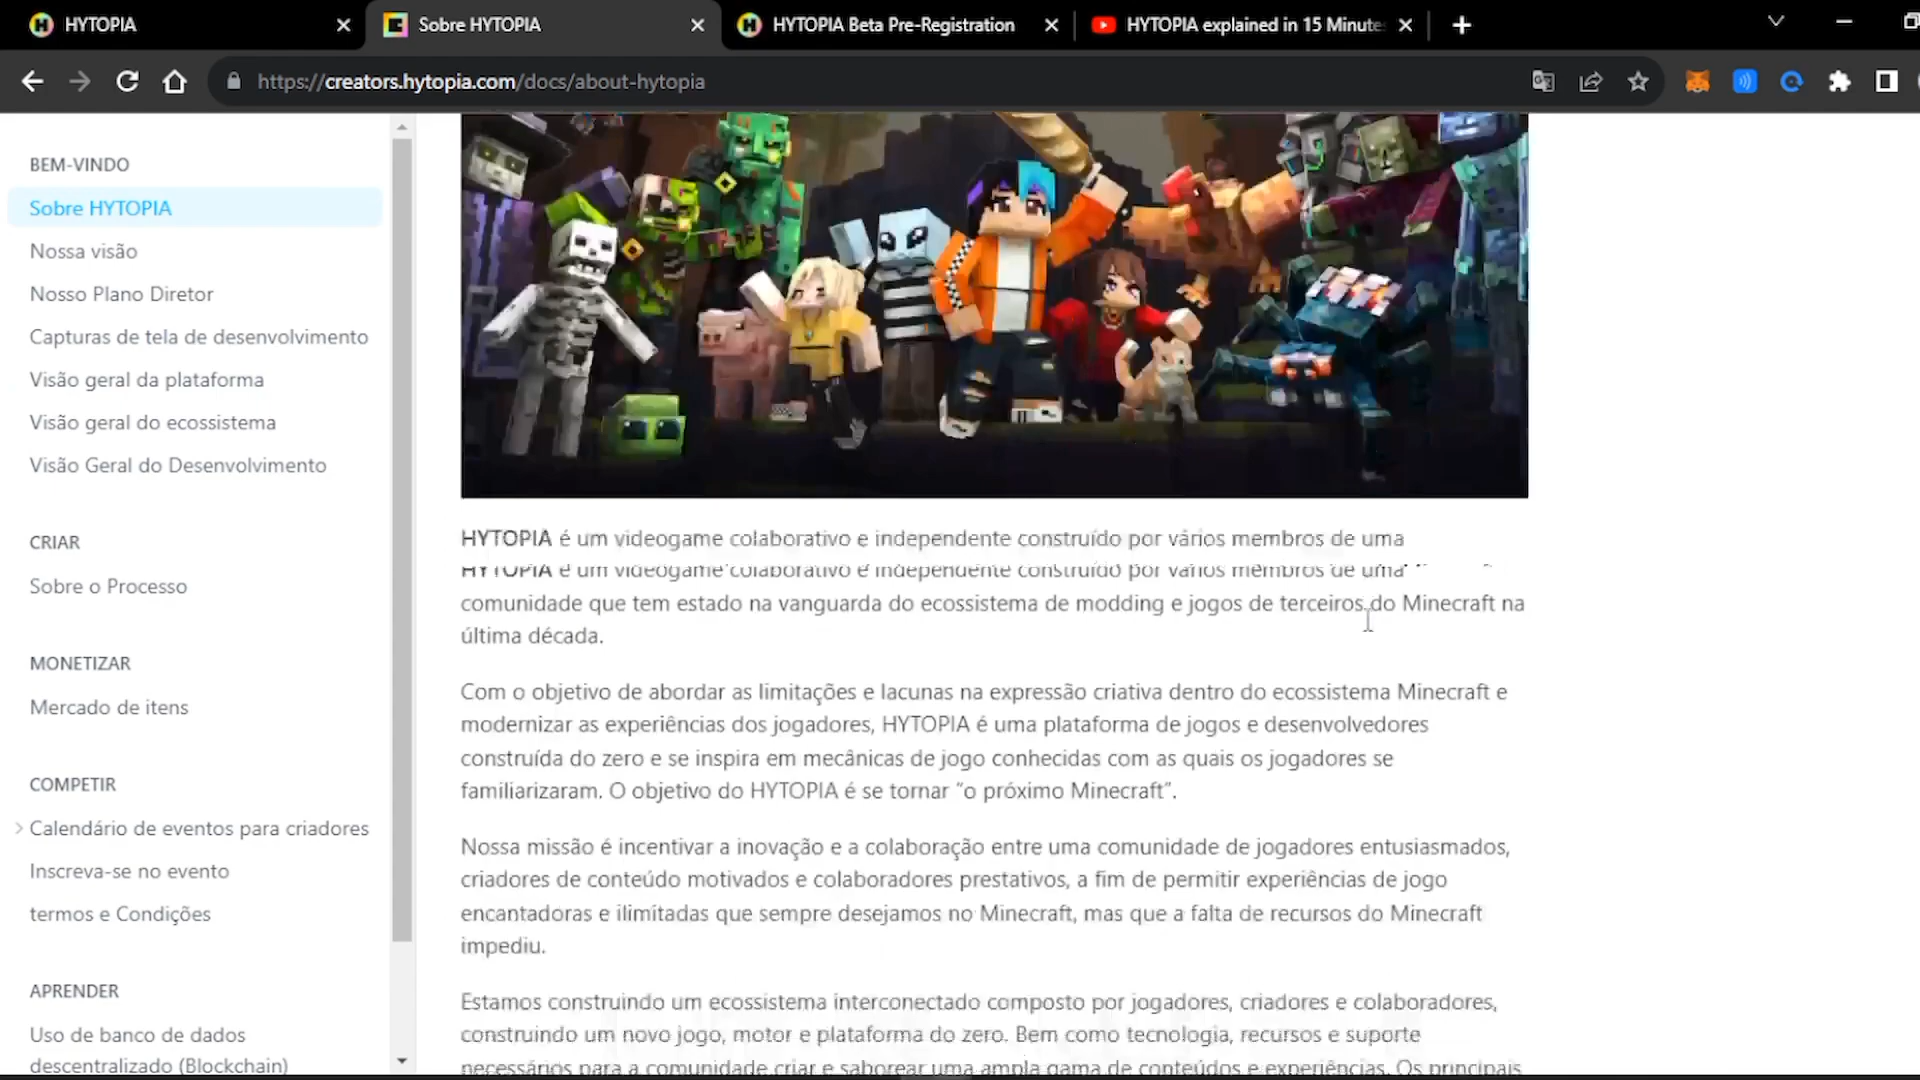 HYTOPIA
Sobre HYTOPIA
HYTOPIA Beta Pre-Registration
HYTOPIA explained in 15 Minute
https://creators.hytopia.com/docs/about-hytopia
BEM-VINDO
Sobre HYTOPIA
Nossa visão
Nosso Plano Diretor
Capturas de tela de desenvolvimento
Visão geral da plataforma
Visão geral do ecossistema
Visão Geral do Desenvolvimento
CRIAR
Sobre o Processo
MONETIZAR
Mercado de itens
COMPETIR
Calendário de eventos para criadores
Inscreva-se no evento
termos e Condições
APRENDER
Uso de banco de dados
descentralizado (Blockchain)
HYTOPIA é um videogame colaborativo e independente construído por vários membros de uma
HYTOPIA é um videogame colaborativo e independente construído por vários membros de uma
comunidade que tem estado na vanguarda do ecossistema de modding e jogos de terceiros do Minecraft na
última década.
Com o objetivo de abordar as limitações e lacunas na expressão criativa dentro do ecossistema Minecraft e
modernizar as experiências dos jogadores, HYTOPIA é uma plataforma de jogos e desenvolvedores
construída do zero e se inspira em mecânicas de jogo conhecidas com as quais os jogadores se
familiarizaram. O objetivo do HYTOPIA é se tornar “o próximo Minecraft”.
Nossa missão é incentivar a inovação e a colaboração entre uma comunidade de jogadores entusiasmados,
criadores de conteúdo motivados e colaboradores prestativos, a fim de permitir experiências de jogo
encantadoras e ilimitadas que sempre desejamos no Minecraft, mas que a falta de recursos do Minecraft
impediu.
Estamos construindo um ecossistema interconectado composto por jogadores, criadores e colaboradores,
construindo um novo jogo, motor e plataforma do zero. Bem como tecnologia, recursos e suporte
necessários para a comunidade criar e saborear uma ampla gama de conteúdos e experiências. Os principais